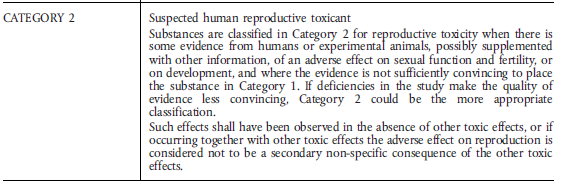 CATEGORY 2
Suspected human reproductive toxicant
Substances are classified in Category 2 for reproductive toxicity when there is
some evidence from humans or experimental animals, possibly supplemented
with other information, of an adverse effect on sexual function and fertility, or
on development, and where the evidence is not sufficiently convincing to place
the substance in Category 1. If deficiencies in the study make the quality of
evidence less convincing, Category 2 could be the more appropriate
classification.
Such effects shall have been observed in the absence of other toxic effects, or if
occurring together with other toxic effects the adverse effect on reproduction is
considered not to be a secondary non-specific consequence of the other toxic
effects.